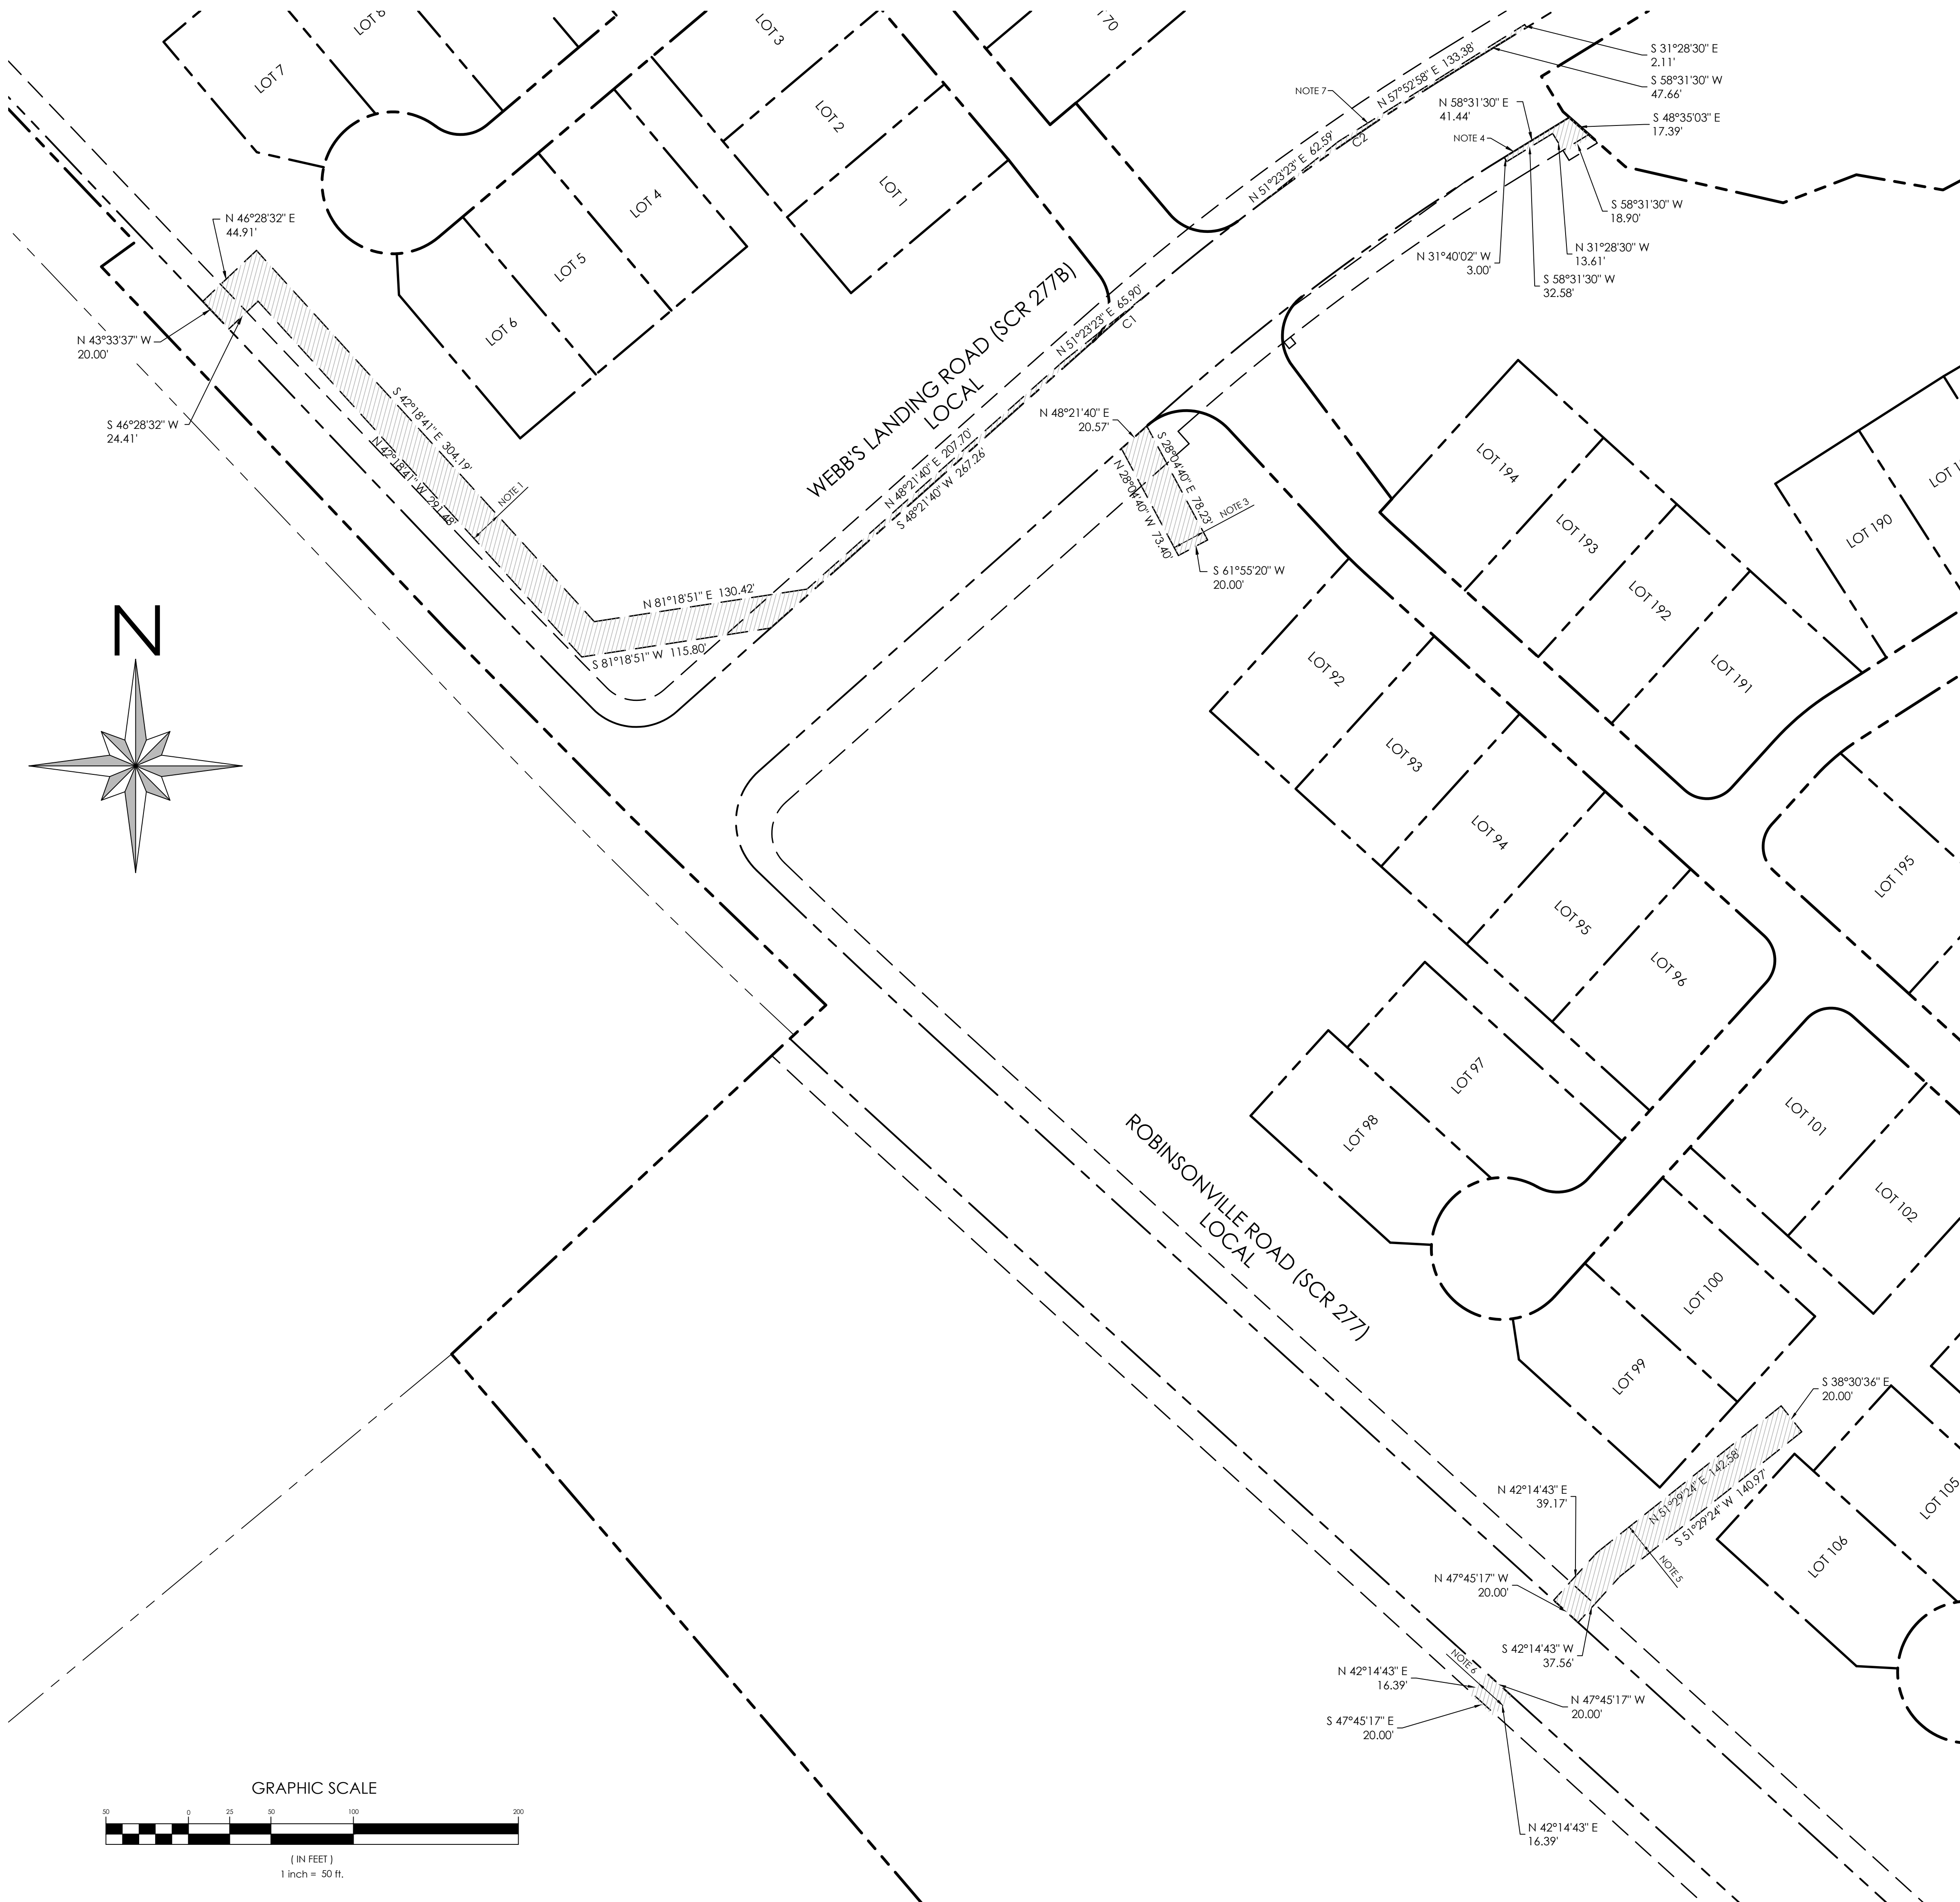 LOT 8
LOT 3
70
LOT 7
LOT 2
LOT 1
LOT 4
LOT 5
LOT 6
NOTE 7
N 57°52'58" E 133.38'
S 31°28'30" E
2.11'
S 58°31'30" W
47.66'
N 58°31'30" E
41.44'
NOTE 4
S 48°35'03" E
17.39'
N 51°23'23" E 62.59'
C2
S 58°31'30" W
18.90'
N 31°28'30" W
13.61'
N 31°40'02" W
3.00'
S 58°31'30" W
32.58'
N 46°28'32" E
44.91'
N 43°33'37" W
20.00'
S 46°28'32" W
24.41'
S 42°18'41" E 304.19'
N 42°18'41" W 291.48'
NOTE 1
WEBB'S LANDING ROAD (SCR 277B)
LOCAL
N 51°23'23" E 65.90'
C1
N 48°21'40" E 207.70'
S 48°21'40" W 267.26'
N 48°21'40" E
20.57'
S 28°04'40" E 78.23'
N 28°04'40" W 73.40'
NOTE 3
S 61°55'20" W
20.00'
N 81°18'51" E 130.42'
S 81°18'51" W 115.80'
N
LOT 194
LOT 193
LOT 192
LOT 191
LOT 190
LOT 1
LOT 92
LOT 93
LOT 94
LOT 95
LOT 96
LOT 195
LOT 97
LOT 98
LOT 101
LOT 102
LOT 100
LOT 99
ROBINSONVILLE ROAD (SCR 277)
LOCAL
S 38°30'36" E
20.00'
N 51°29'24" E 142.58'
S 51°29'24" W 140.97'
NOTE 5
LOT 105
LOT 106
N 42°14'43" E
39.17'
N 47°45'17" W
20.00'
S 42°14'43" W
37.56'
NOTE 6
N 42°14'43" E
16.39'
S 47°45'17" E
20.00'
N 47°45'17" W
20.00'
N 42°14'43" E
16.39'
GRAPHIC SCALE
50 0 25 50 100 200
( IN FEET )
1 inch = 50 ft.